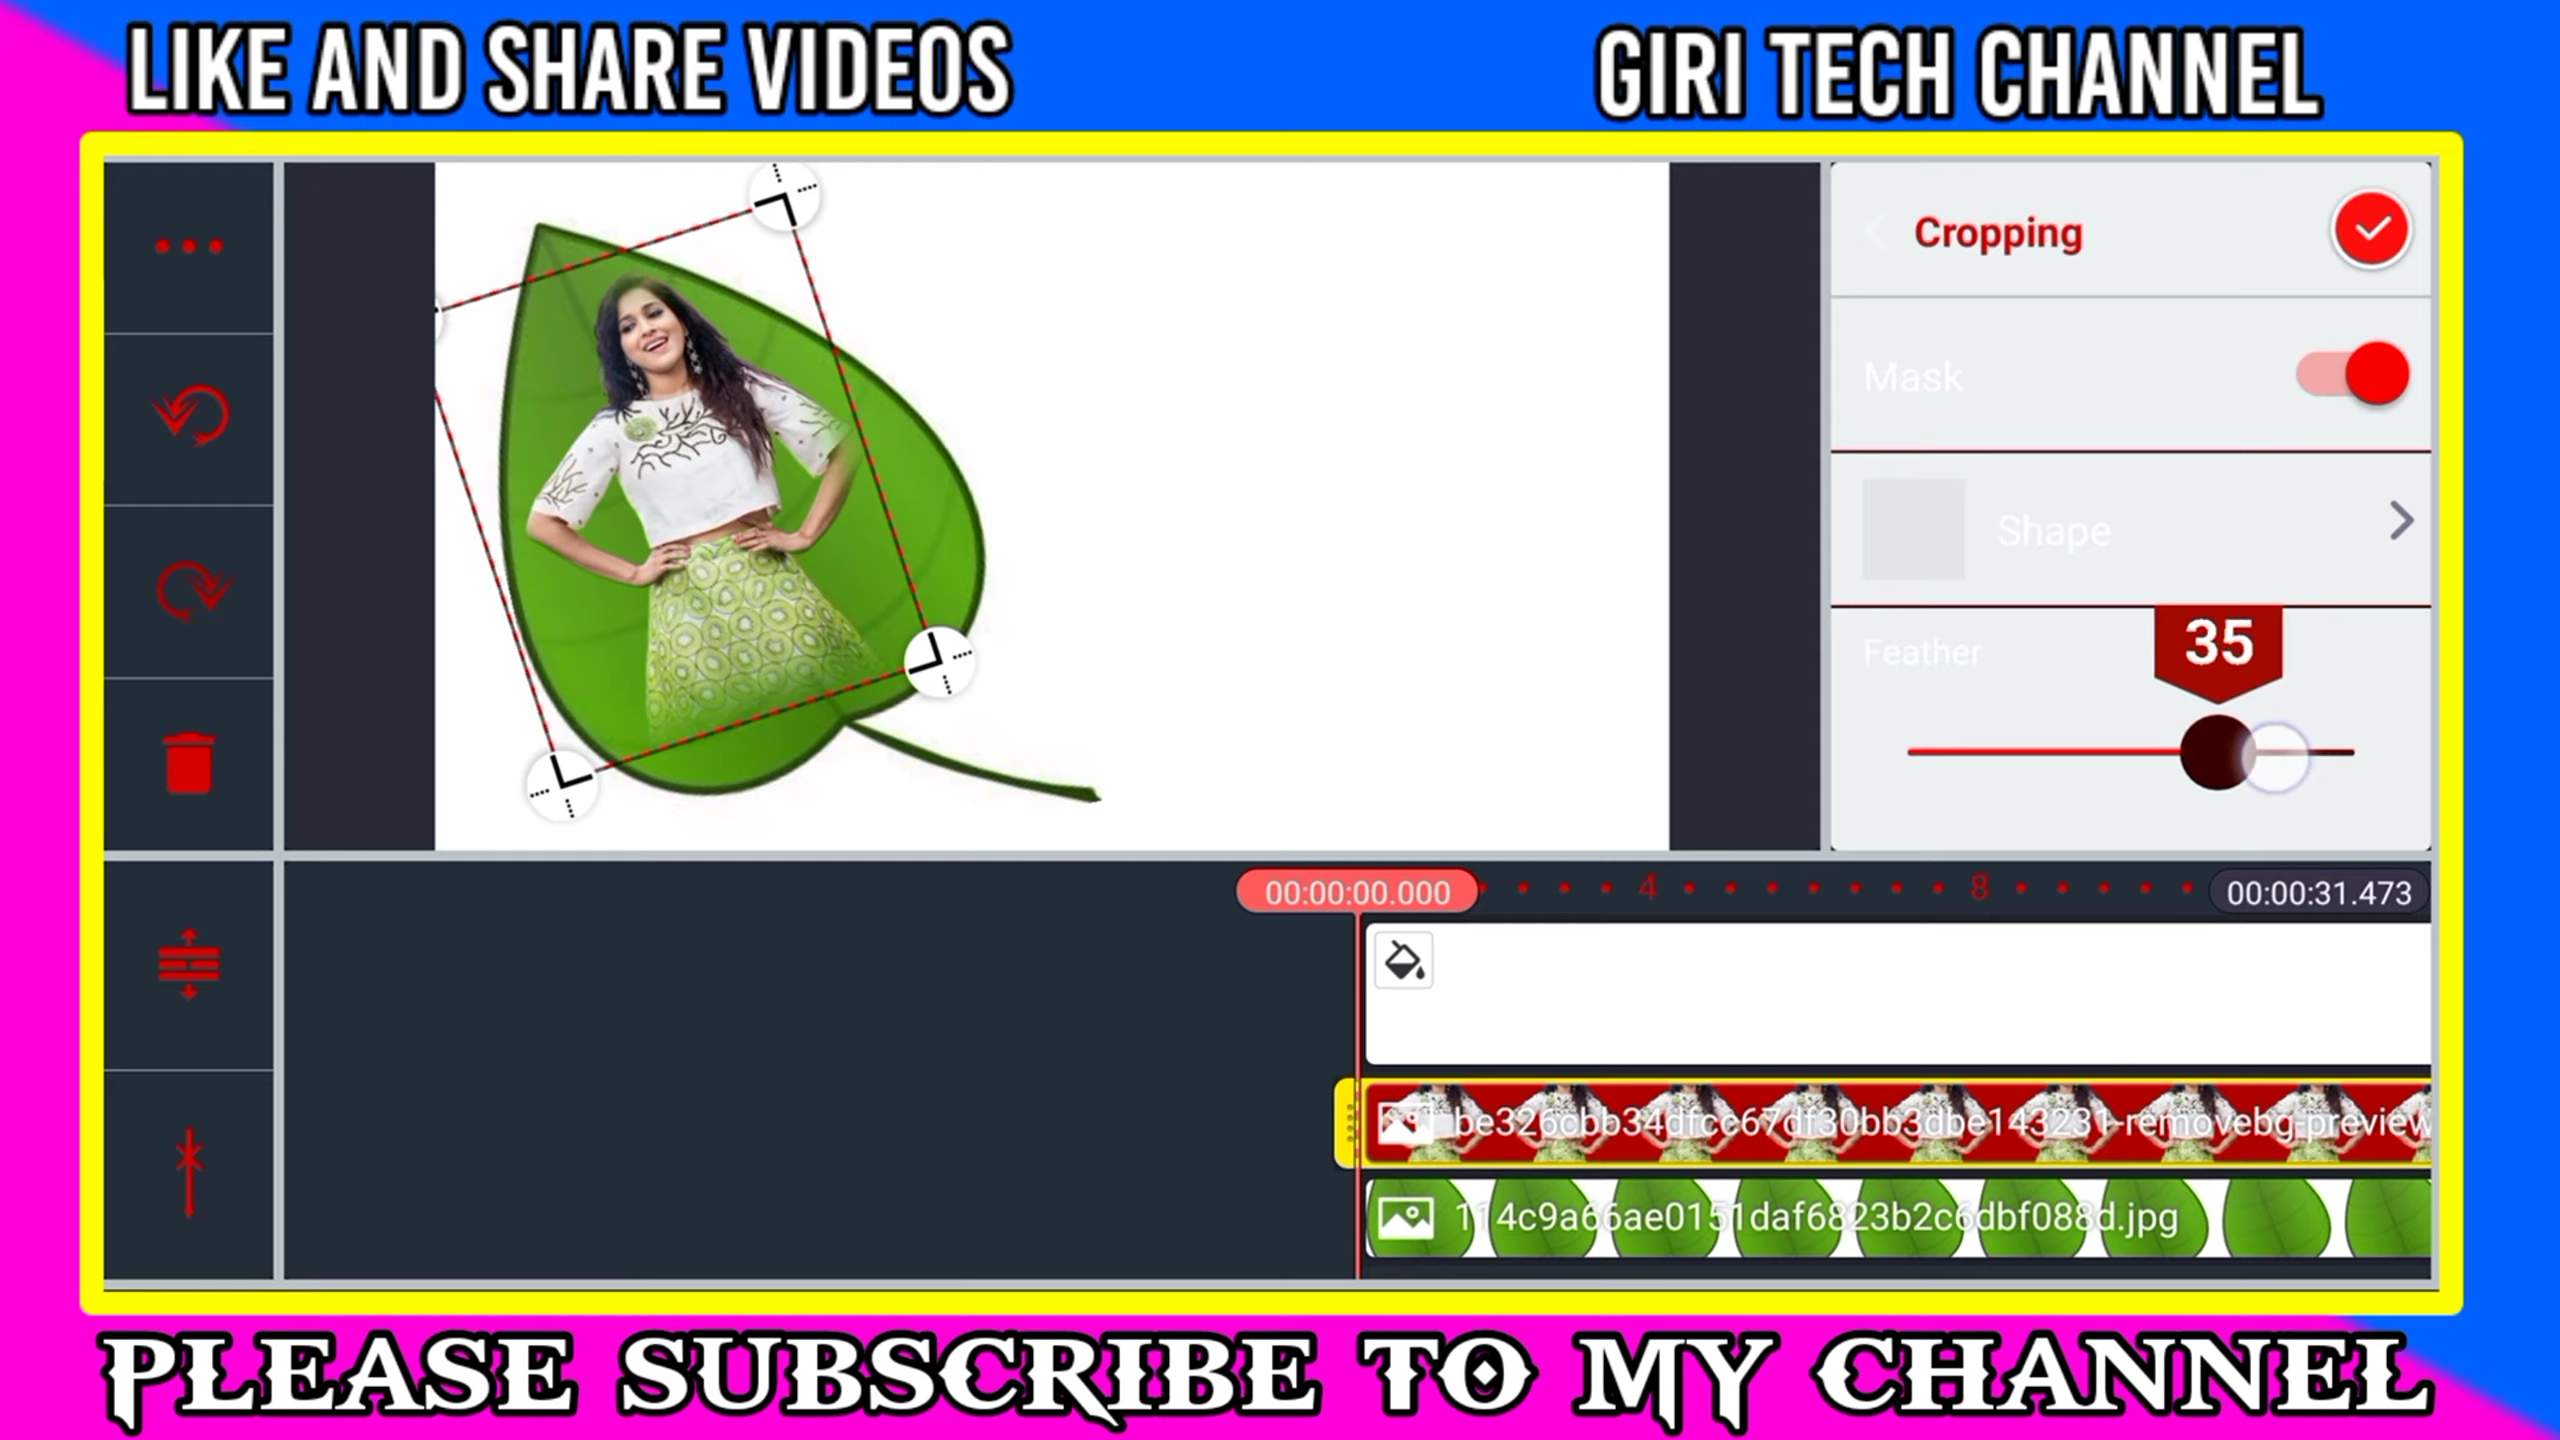 LIKE AND SHARE VIDEOS
GIRI TECH CHANNEL
Cropping
Mask
Shape
Feather
35
00:00:00.000
4
8
00:00:31.473
be326cbb34dfcc67df30bb3dbe143231-removebg-preview
114c9a66ae0151daf6823b2c6dbf088d.jpg
PLEASE SUBSCRIBE TO MY CHANNEL